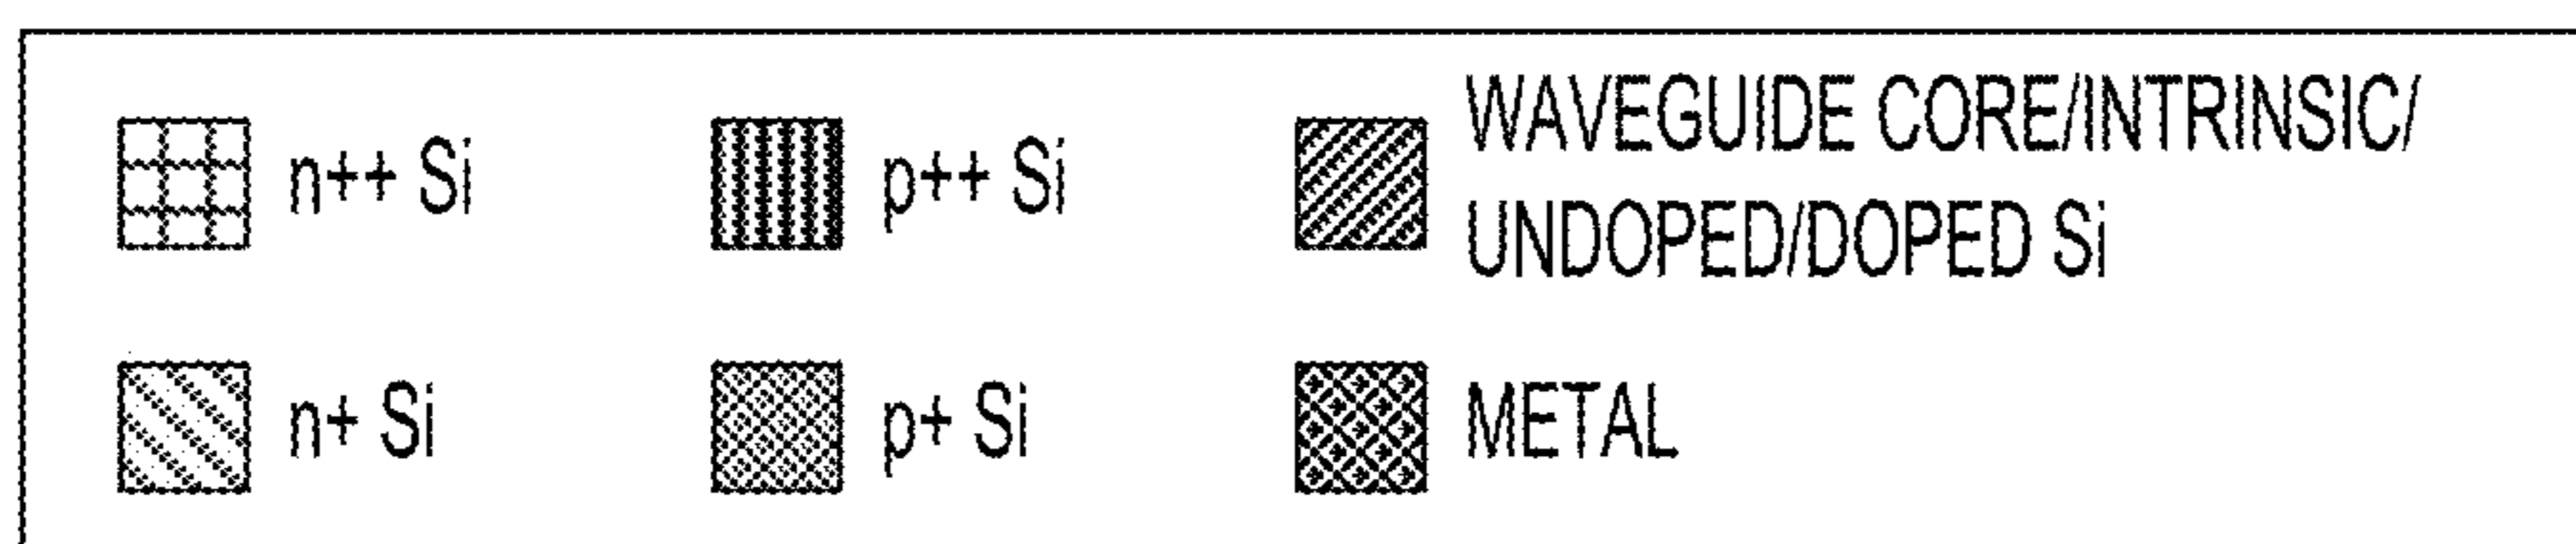 n++ Si
p++ Si
WAVEGUIDE CORE/INTRINSIC/
UNDOPED/DOPED Si
n+ Si
p+ Si
METAL